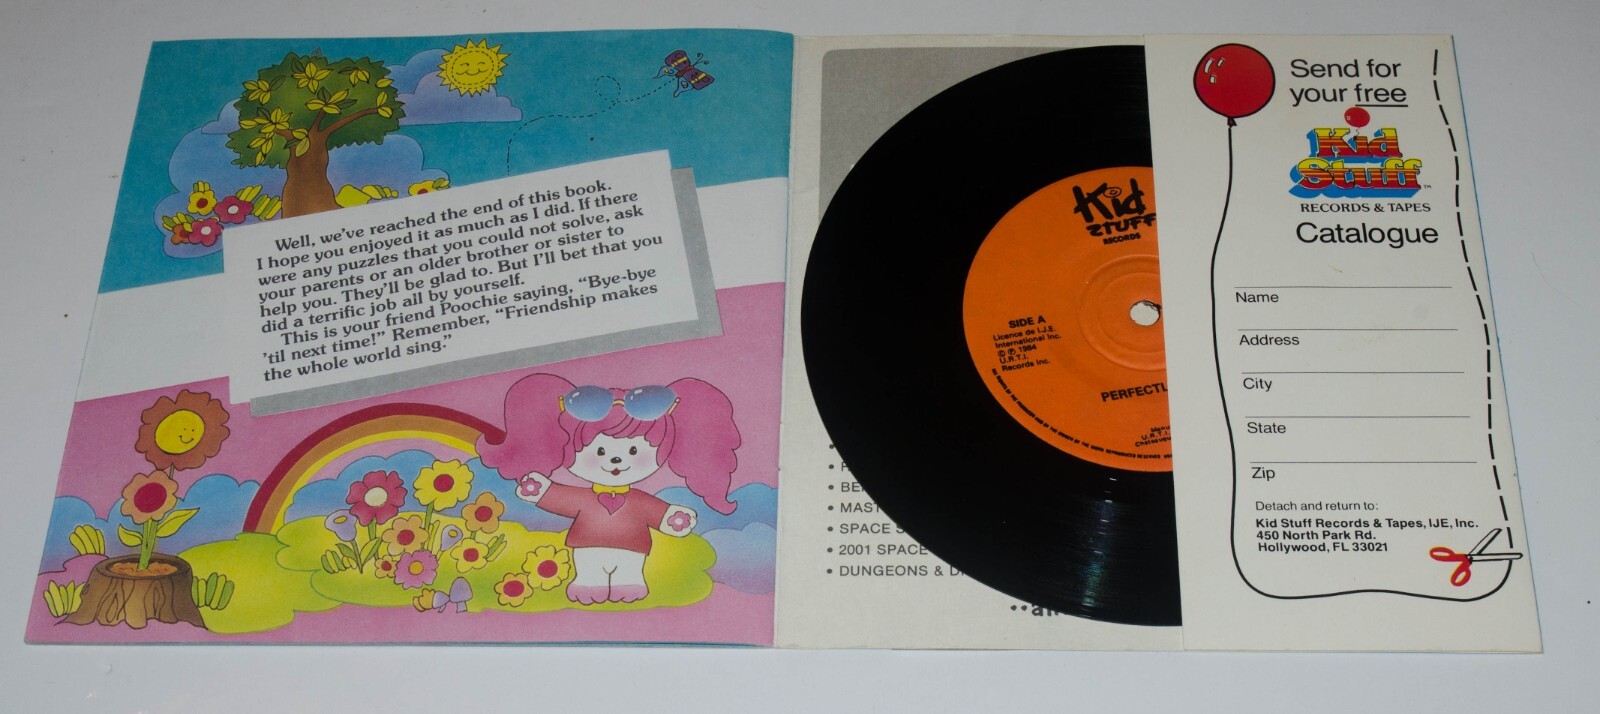 Well, we've reached the end of this book.
I hope you enjoyed it as much as I did. If there
were any puzzles that you could not solve, ask
your parents or an older brother or sister to
help you. They'll be glad to. But I'll bet that you
did a terrific job all by yourself.
This is your friend Poochie saying, "Bye-bye
'til next time!" Remember, "Friendship makes
the whole world sing."
• MAST
• SPACE S
• 2001 SPACE
• DUNGEONS & D
Kid
STUFF
RECORDS
SIDE A
Licence de I.J.E.
International Inc.
© ℗ 1984
U.R.T.I.
Records Inc.
PERFECTL
Send for
your free
Kid
Stuff
TM
RECORDS & TAPES
Catalogue
Name
Address
City
State
Zip
Detach and return to:
Kid Stuff Records & Tapes, IJE, Inc.
450 North Park Rd.
Hollywood, FL 33021